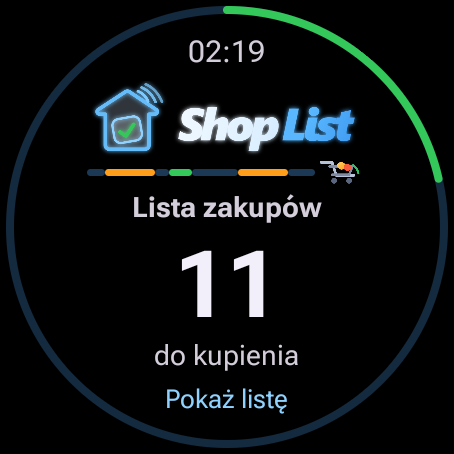 02:19
Shop List
Lista zakupów
11
do kupienia
Pokaż listę